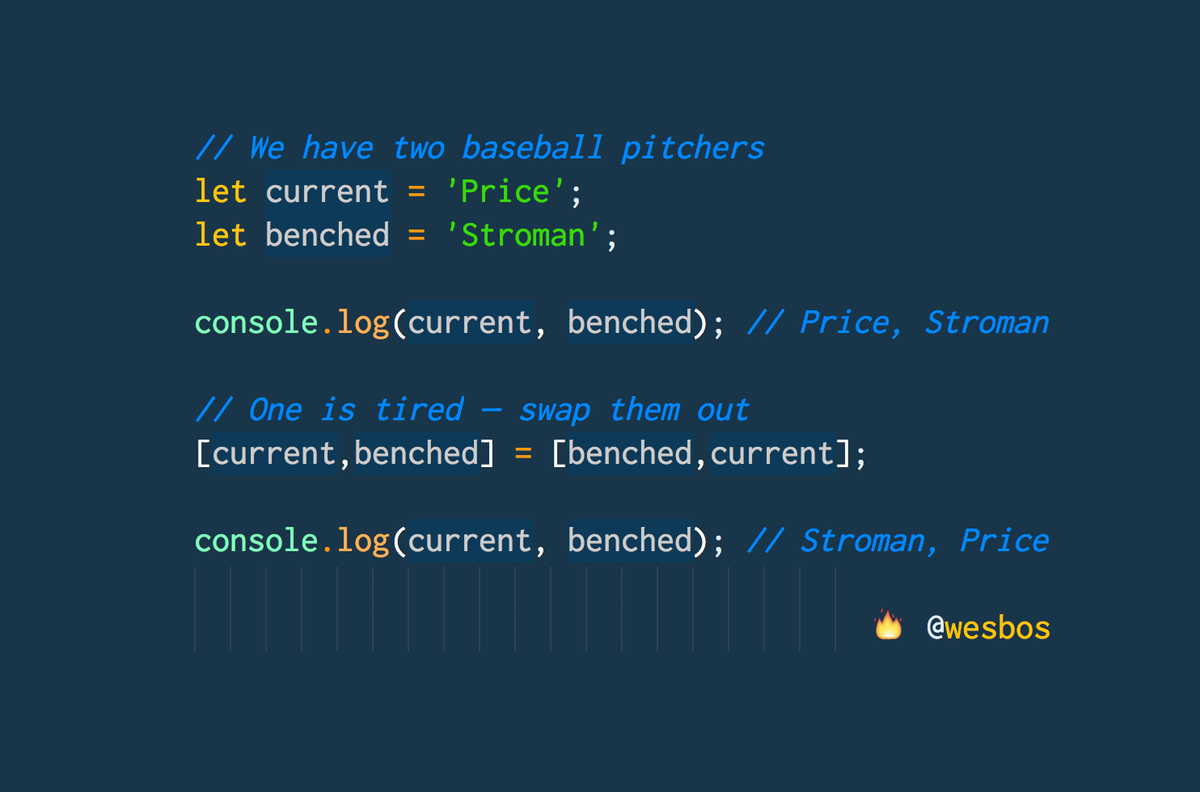 // We have two baseball pitchers
let current = 'Price';
let benched = 'Stroman';
console.log(current, benched); // Price, Stroman
// One is tired — swap them out
[current,benched] = [benched,current];
console.log(current, benched); // Stroman, Price
🔥 @wesbos